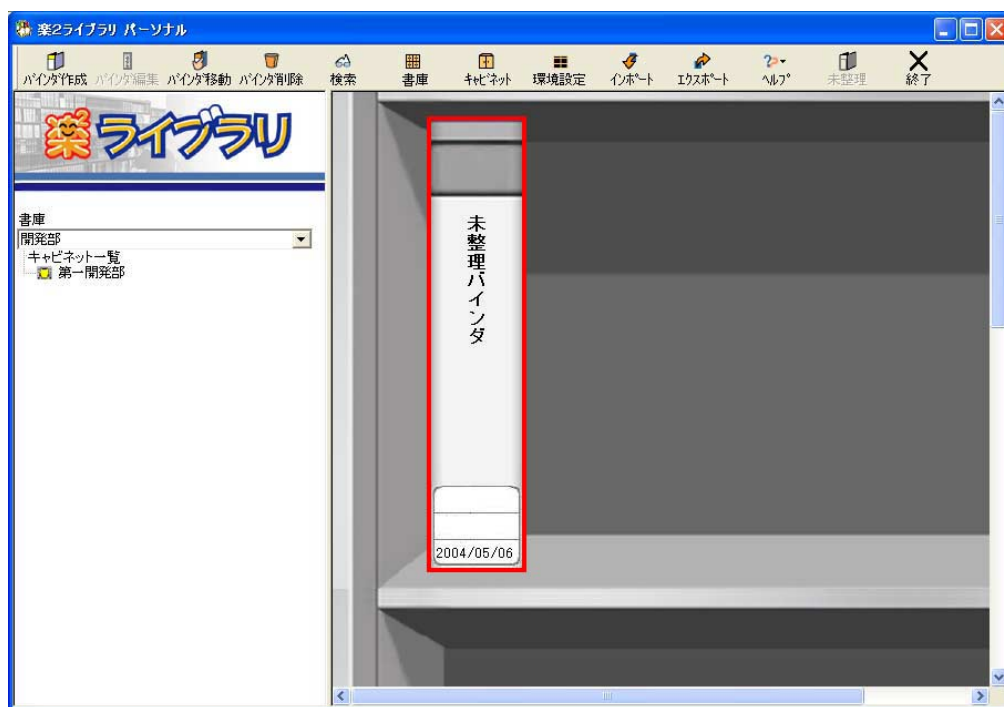 楽2ライブラリ パーソナル
バインダ作成 バインダ編集 バインダ移動 バインダ削除 検索 書庫 キャビネット 環境設定 インポート エクスポート ヘルプ 未整理 終了
楽ライブラリ
書庫
開発部
キャビネット一覧
第一開発部
未整理バインダ
2004/05/06